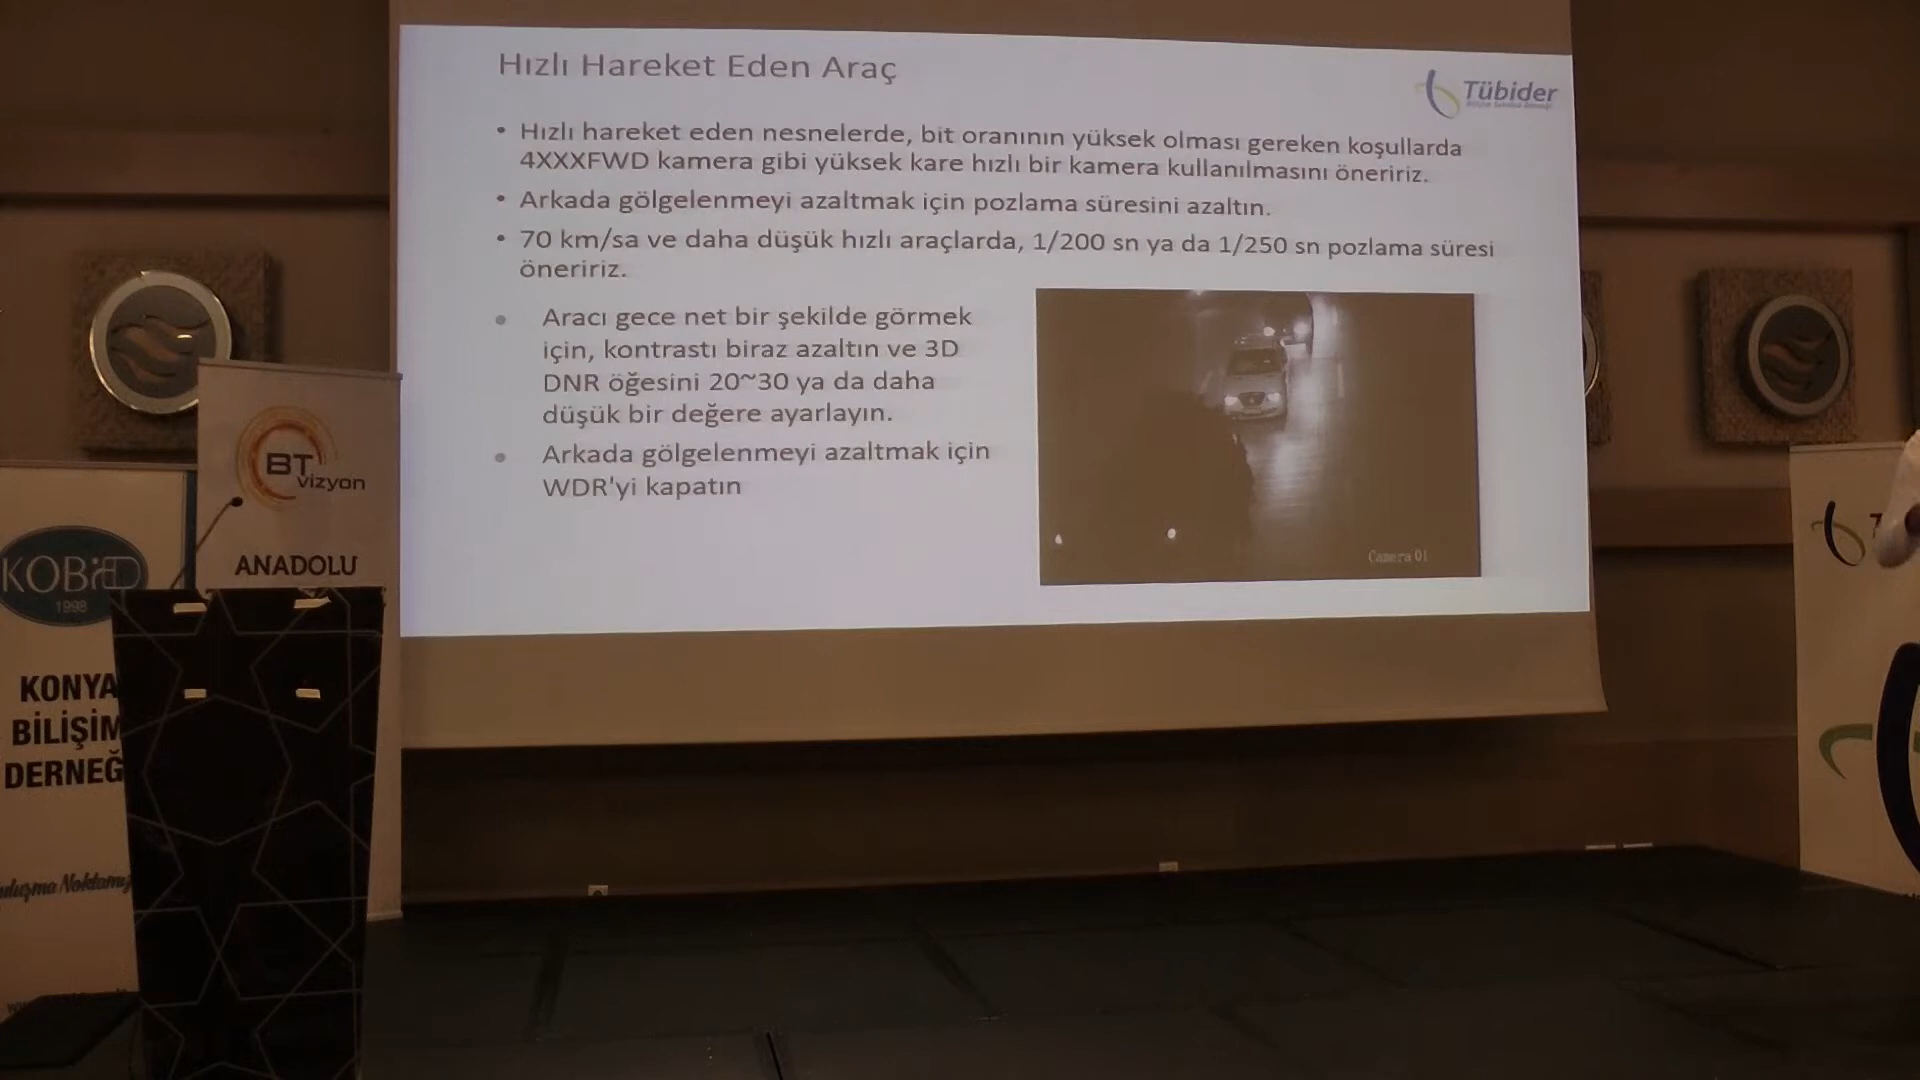 Hızlı Hareket Eden Araç
Tübider
• Hızlı hareket eden nesnelerde, bit oranının yüksek olması gereken koşullarda
4XXXFWD kamera gibi yüksek kare hızlı bir kamera kullanılmasını öneririz.
• Arkada gölgelenmeyi azaltmak için pozlama süresini azaltın.
• 70 km/sa ve daha düşük hızlı araçlarda, 1/200 sn ya da 1/250 sn pozlama süresi
öneririz.
• Aracı gece net bir şekilde görmek
için, kontrastı biraz azaltın ve 3D
DNR öğesini 20~30 ya da daha
düşük bir değere ayarlayın.
• Arkada gölgelenmeyi azaltmak için
WDR'yi kapatın
Camera 01
BT
vizyon
ANADOLU
KOBİD
1998
KONYA
BİLİŞİM
DERNEĞ